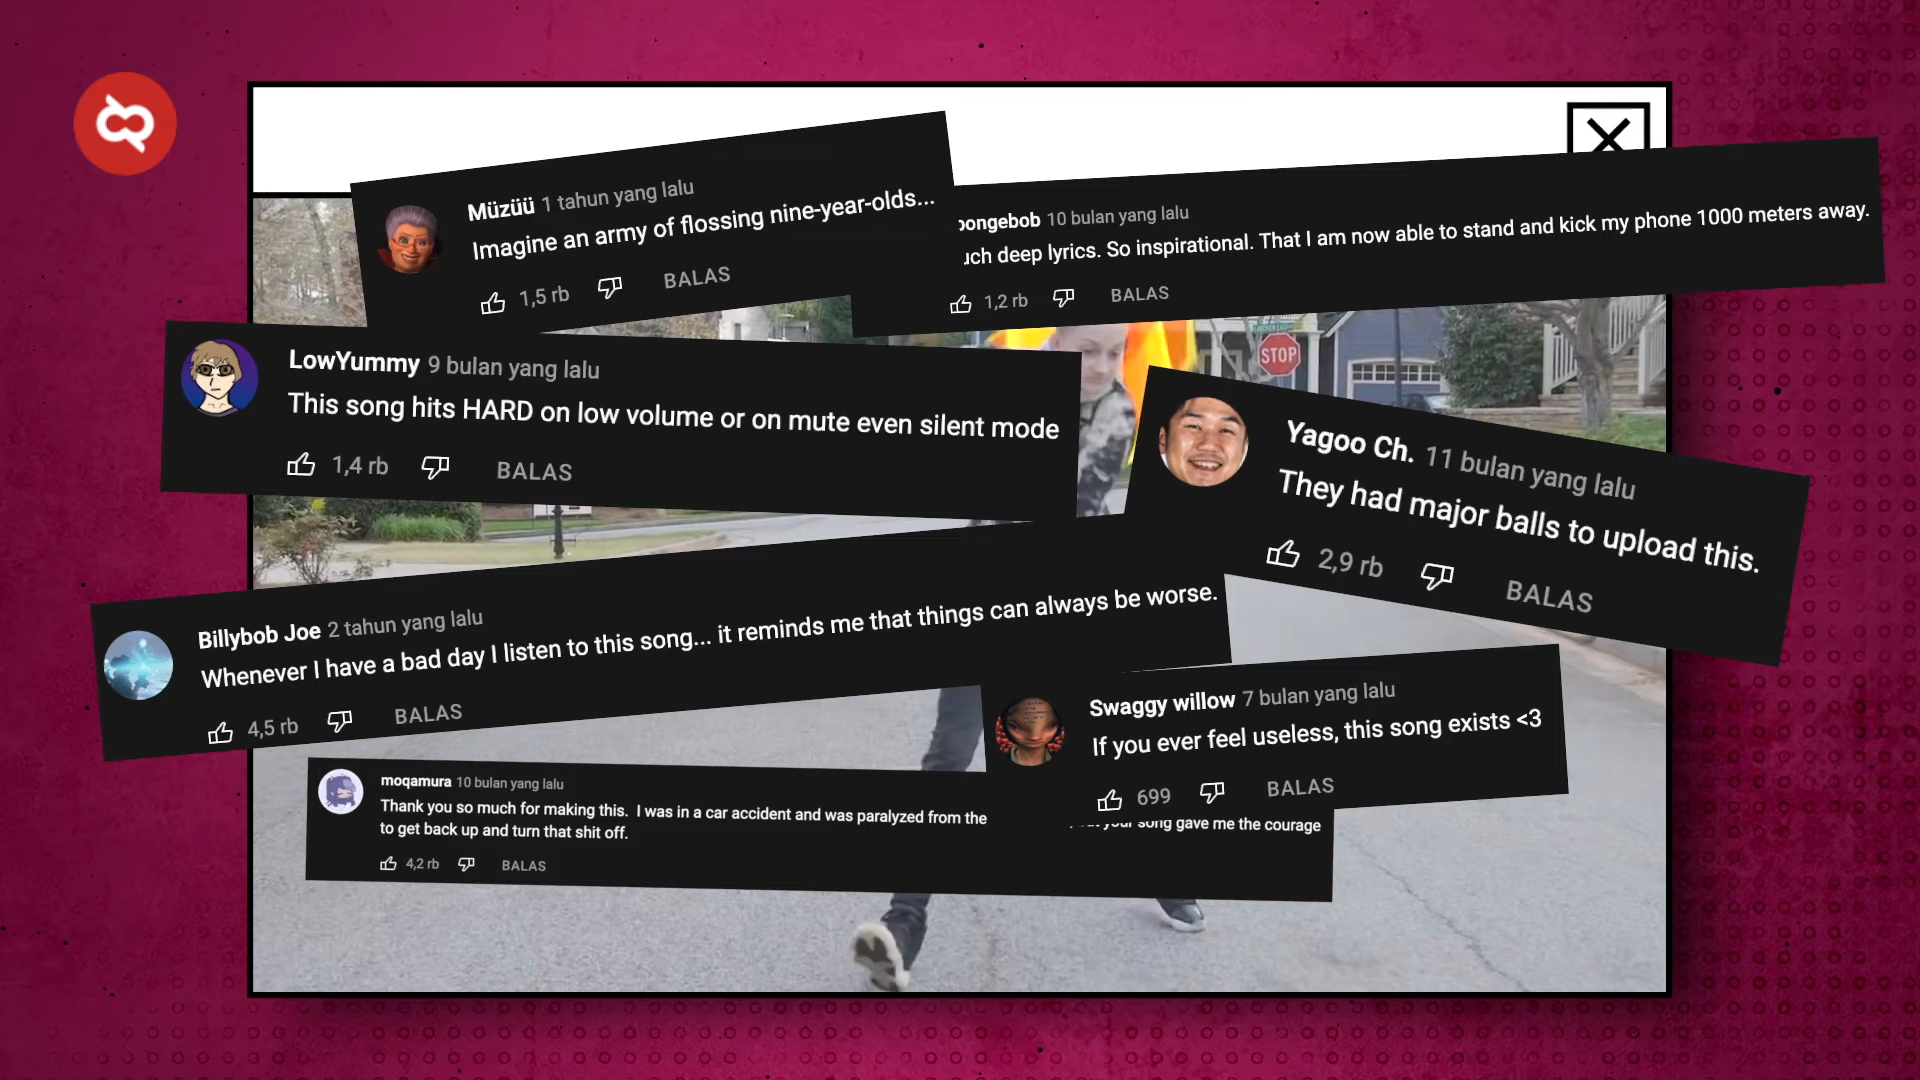 Müzüü 1 tahun yang lalu
Imagine an army of flossing nine-year-olds...
1,5 rb BALAS
pongebob 10 bulan yang lalu
uch deep lyrics. So inspirational. That I am now able to stand and kick my phone 1000 meters away.
1,2 rb BALAS
STOP
LowYummy 9 bulan yang lalu
This song hits HARD on low volume or on mute even silent mode
1,4 rb BALAS
Yagoo Ch. 11 bulan yang lalu
They had major balls to upload this.
2,9 rb BALAS
Billybob Joe 2 tahun yang lalu
Whenever I have a bad day I listen to this song... it reminds me that things can always be worse.
4,5 rb BALAS
Swaggy willow 7 bulan yang lalu
If you ever feel useless, this song exists <3
699 BALAS
moqamura 10 bulan yang lalu
Thank you so much for making this. I was in a car accident and was paralyzed from the your song gave me the courage
to get back up and turn that shit off.
4,2 rb BALAS